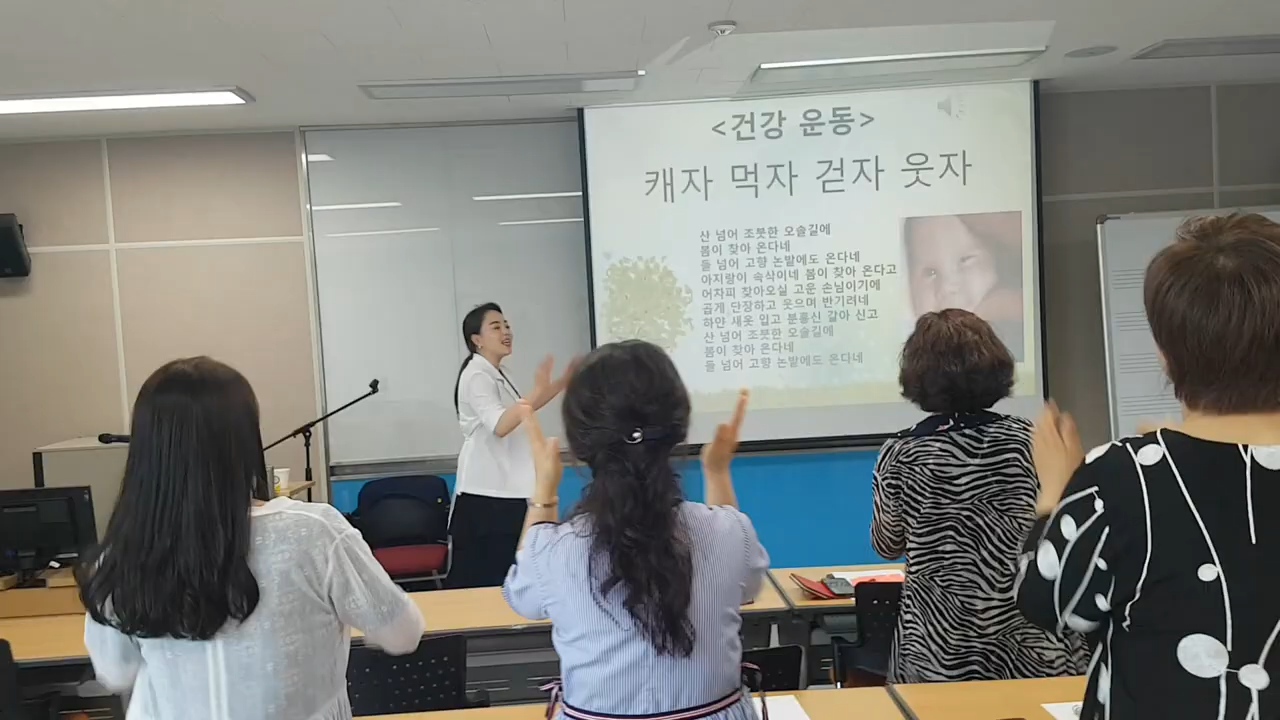 <건강 운동>
캐자 먹자 걷자 웃자
산 넘어 조붓한 오솔길에
봄이 찾아 온다네
들 넘어 고향 논밭에도 온다네
아지랑이 속삭이네 봄이 찾아 온다고
어차피 찾아오실 고운 손님이기에
곱게 단장하고 웃으며 반기려네
하얀 새옷 입고 분홍신 갈아 신고
산 넘어 조붓한 오솔길에
봄이 찾아 온다네
들 넘어 고향 논밭에도 온다네